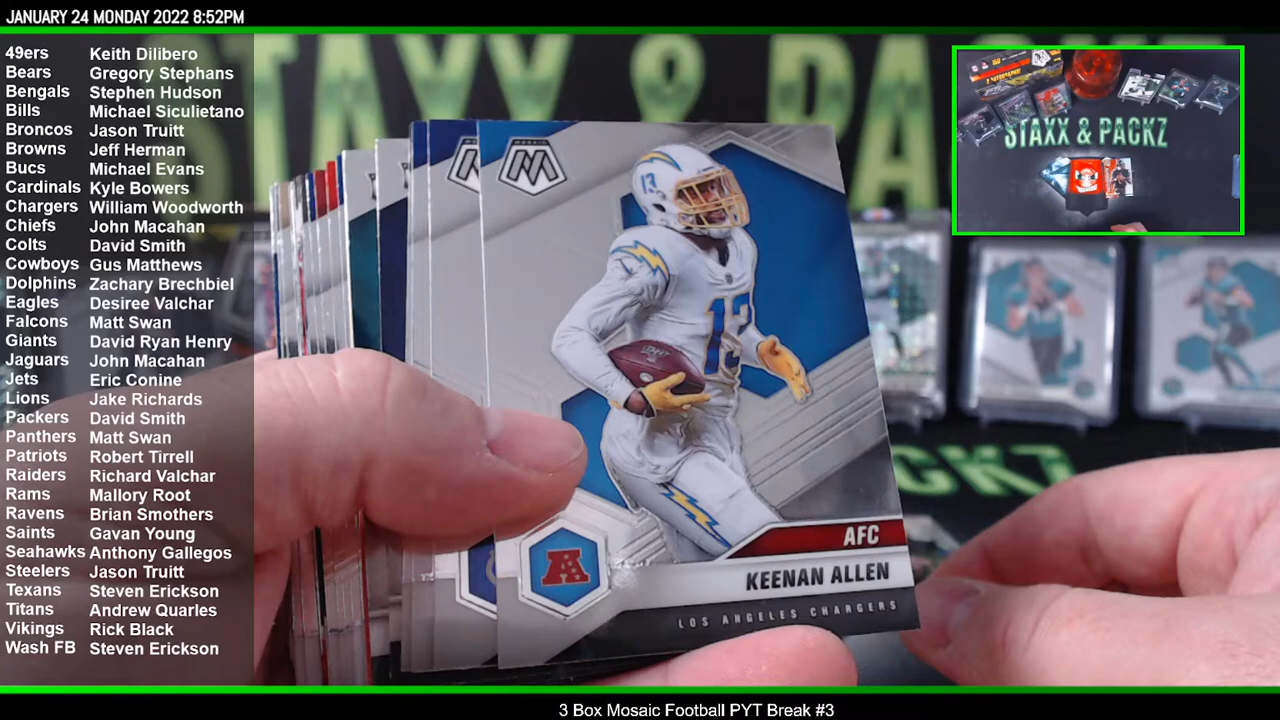 JANUARY 24 MONDAY 2022 8:52PM
49ers Keith Dilibero
Bears Gregory Stephans
Bengals Stephen Hudson
Bills Michael Siculietano
Broncos Jason Truitt
Browns Jeff Herman
Bucs Michael Evans
Cardinals Kyle Bowers
Chargers William Woodworth
Chiefs John Macahan
Colts David Smith
Cowboys Gus Matthews
Dolphins Zachary Brechbiel
Eagles Desiree Valchar
Falcons Matt Swan
Giants David Ryan Henry
Jaguars John Macahan
Jets Eric Conine
Lions Jake Richards
Packers David Smith
Panthers Matt Swan
Patriots Robert Tirrell
Raiders Richard Valchar
Rams Mallory Root
Ravens Brian Smothers
Saints Gavan Young
Seahawks Anthony Gallegos
Steelers Jason Truitt
Texans Steven Erickson
Titans Andrew Quarles
Vikings Rick Black
Wash FB Steven Erickson
STAXX & PA
M
13
13
A
AFC
KEENAN ALLEN
LOS ANGELES CHARGERS
STAXX & PACKZ
CKZ
3 Box Mosaic Football PYT Break #3